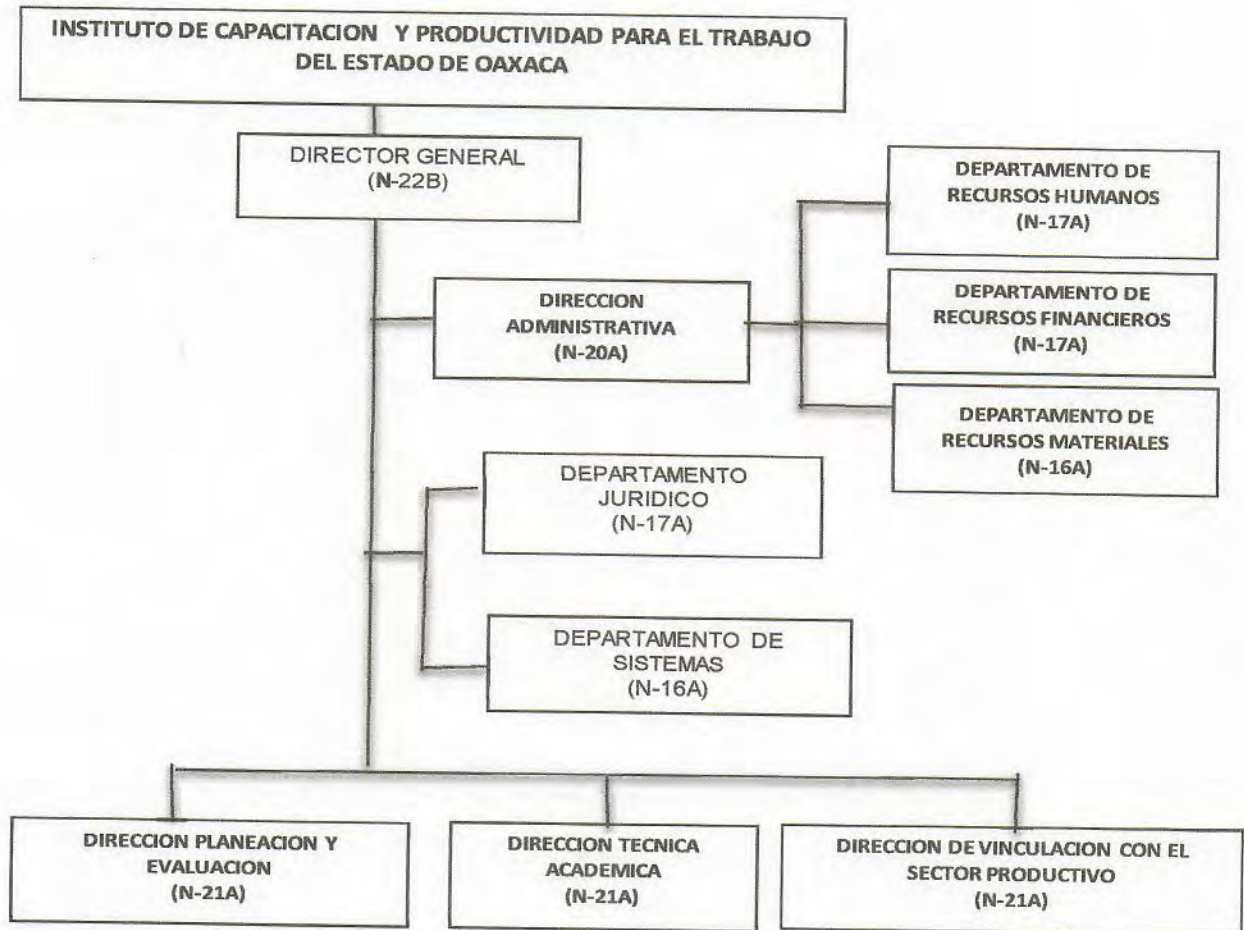 INSTITUTO DE CAPACITACION Y PRODUCTIVIDAD PARA EL TRABAJO
DEL ESTADO DE OAXACA
DIRECTOR GENERAL
(N-22B)
DEPARTAMENTO DE
RECURSOS HUMANOS
(N-17A)
DIRECCION
ADMINISTRATIVA
(N-20A)
DEPARTAMENTO DE
RECURSOS FINANCIEROS
(N-17A)
DEPARTAMENTO DE
RECURSOS MATERIALES
(N-16A)
DEPARTAMENTO
JURIDICO
(N-17A)
DEPARTAMENTO DE
SISTEMAS
(N-16A)
DIRECCION PLANEACION Y
EVALUACION
(N-21A)
DIRECCION TECNICA
ACADEMICA
(N-21A)
DIRECCION DE VINCULACION CON EL
SECTOR PRODUCTIVO
(N-21A)